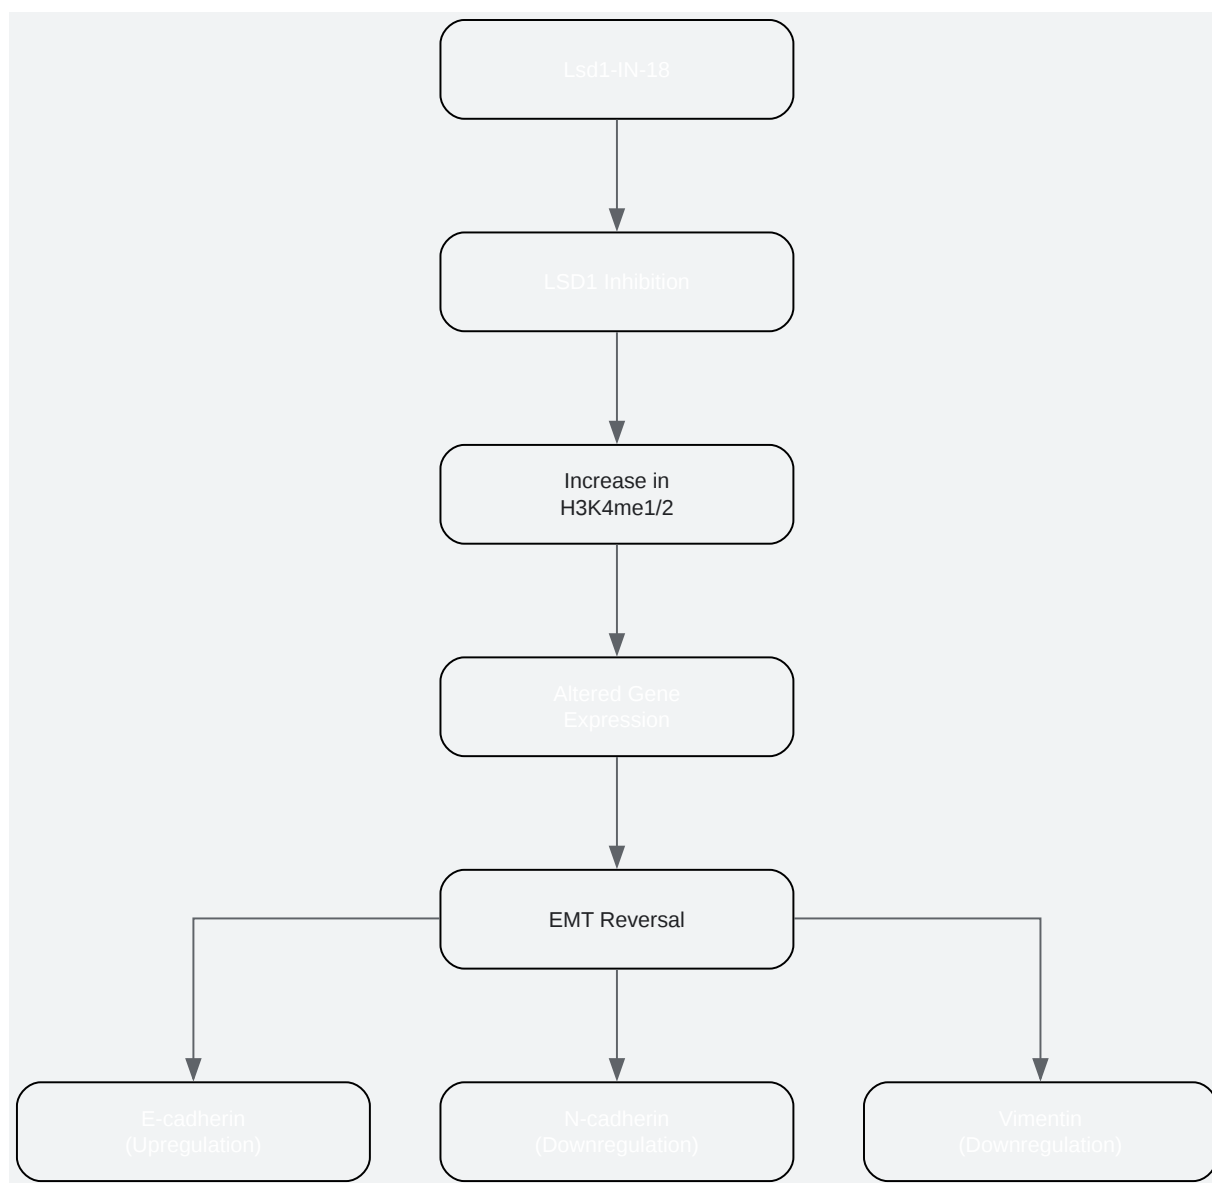 Lsd1-IN-18
LSD1 Inhibition
Increase in
H3K4me1/2
Altered Gene
Expression
EMT Reversal
E-cadherin
(Upregulation)
N-cadherin
(Downregulation)
Vimentin
(Downregulation)